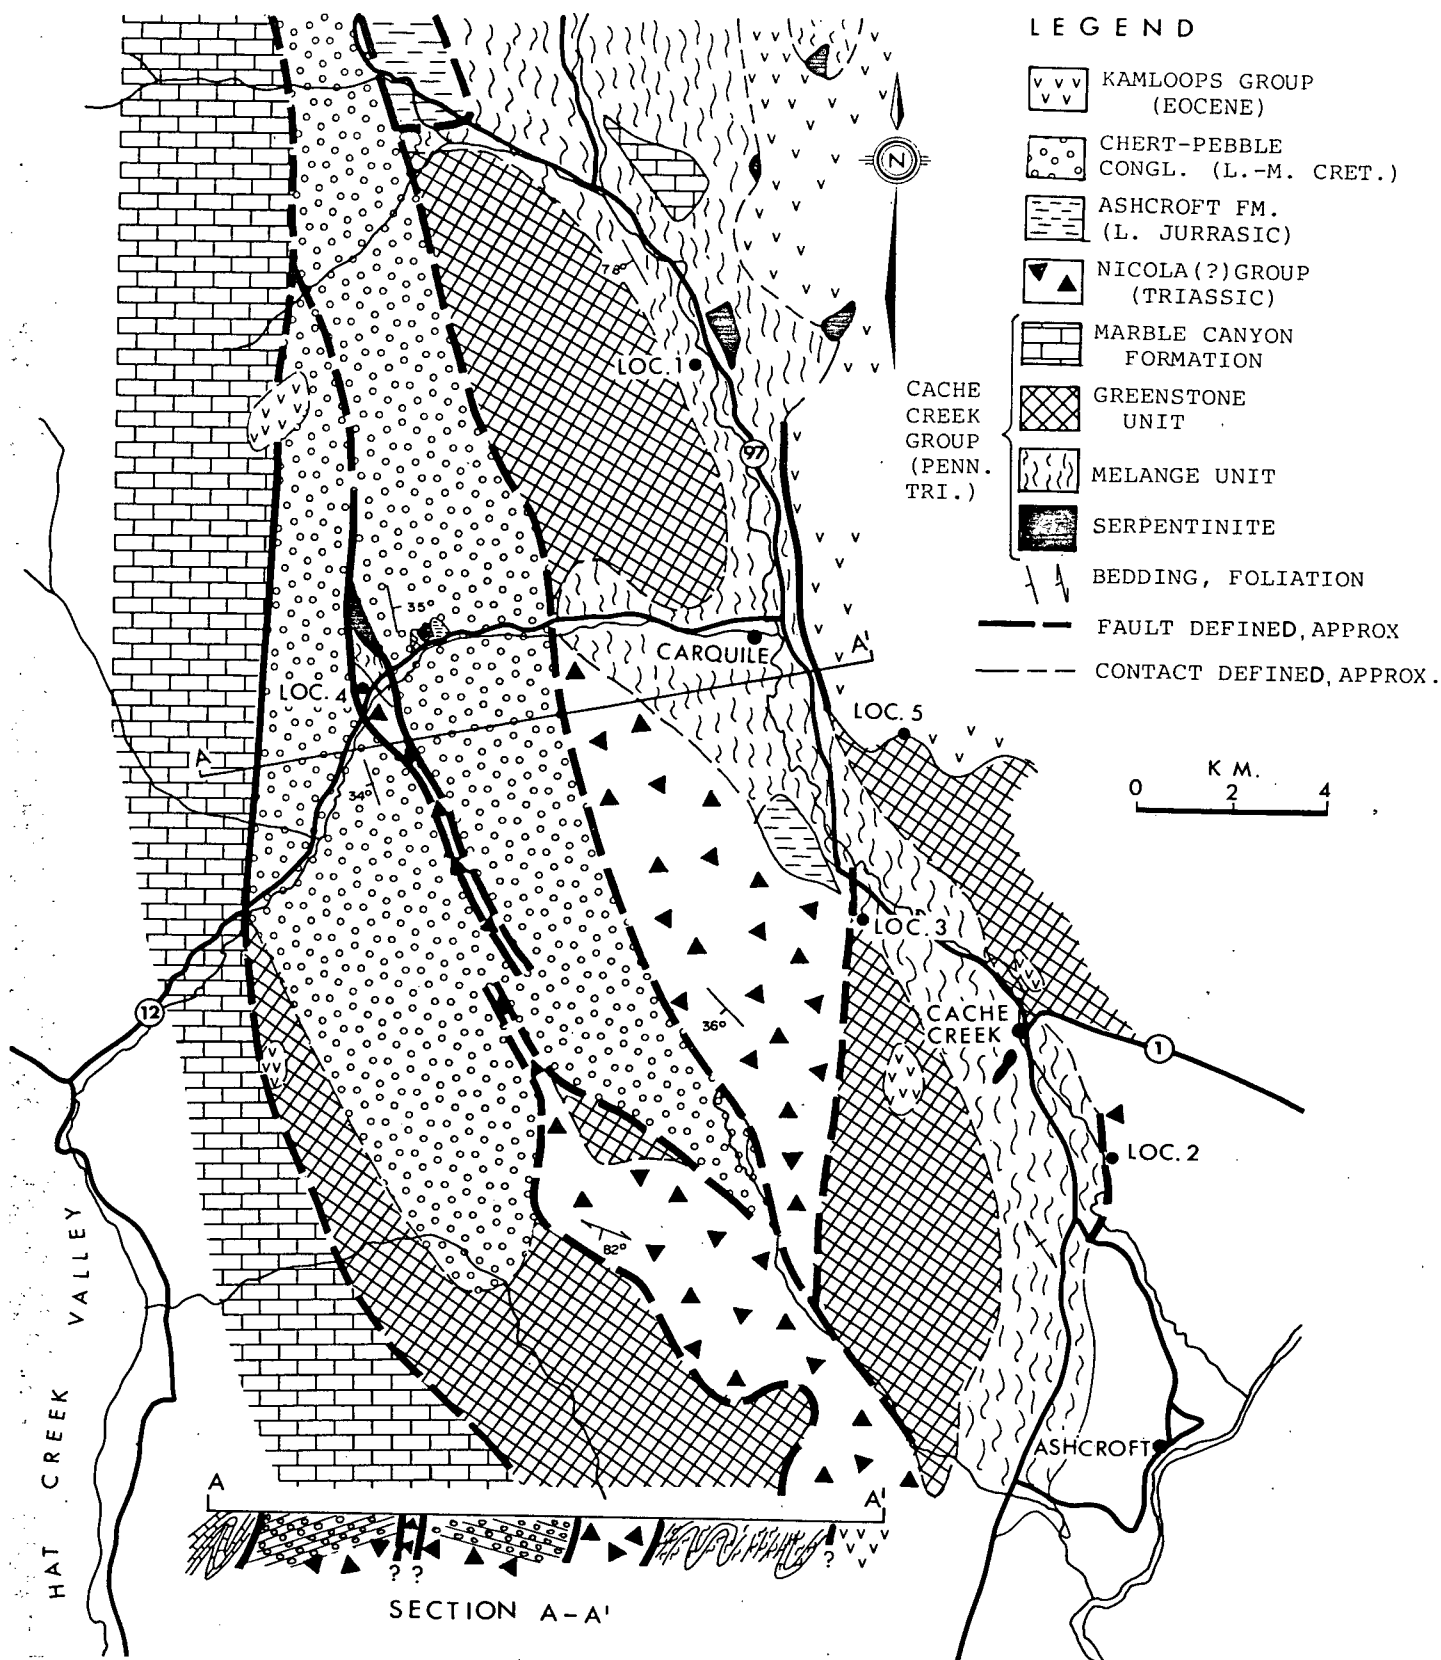 LEGEND
KAMLOOPS GROUP
(EOCENE)
CHERT-PEBBLE
CONGL. (L.-M. CRET.)
ASHCROFT FM.
(L. JURRASIC)
NICOLA(?)GROUP
(TRIASSIC)
MARBLE CANYON
FORMATION
GREENSTONE
UNIT
MELANGE UNIT
SERPENTINITE
CACHE
CREEK
GROUP
(PENN.
TRI.)
BEDDING, FOLIATION
FAULT DEFINED, APPROX
CONTACT DEFINED, APPROX.
N
78°
LOC. 1
97
35°
CARQUILE
A'
LOC. 4
LOC. 5
A
34°
K M.
0 2 4
LOC. 3
36°
CACHE
CREEK
12
1
LOC. 2
82°
HAT CREEK VALLEY
ASHCROFT
A A'
? ? ?
SECTION A-A'